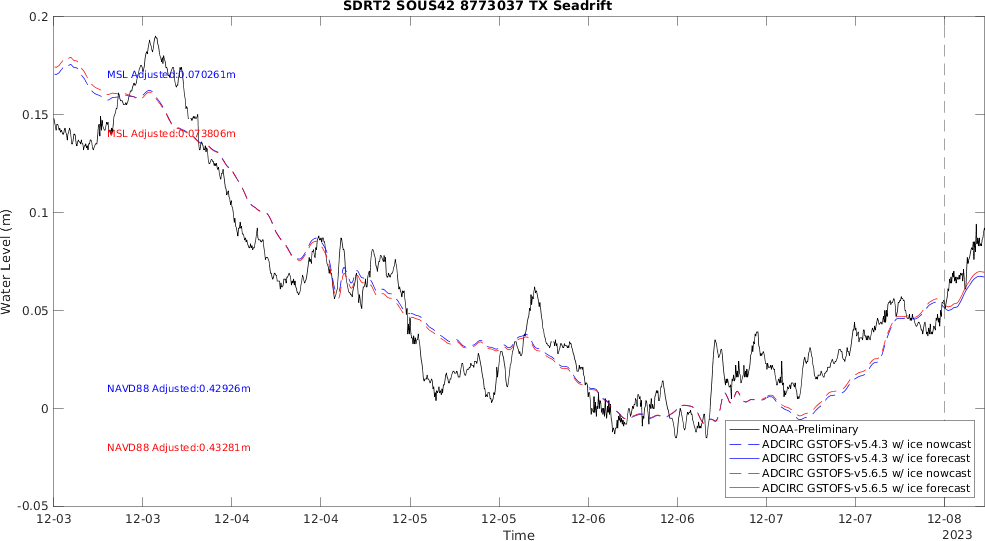 SDRT2 SOUS42 8773037 TX Seadrift
0.2
0.15
0.1
0.05
0
-0.05
Water Level (m)
MSL Adjusted:0.070261m
MSL Adjusted:0.073806m
NAVD88 Adjusted:0.42926m
NAVD88 Adjusted:0.43281m
NOAA-Preliminary
ADCIRC GSTOFS-v5.4.3 w/ ice nowcast
ADCIRC GSTOFS-v5.4.3 w/ ice forecast
ADCIRC GSTOFS-v5.6.5 w/ ice nowcast
ADCIRC GSTOFS-v5.6.5 w/ ice forecast
12-03 12-03 12-04 12-04 12-05 12-05 12-06 12-06 12-07 12-07 12-08
Time 2023